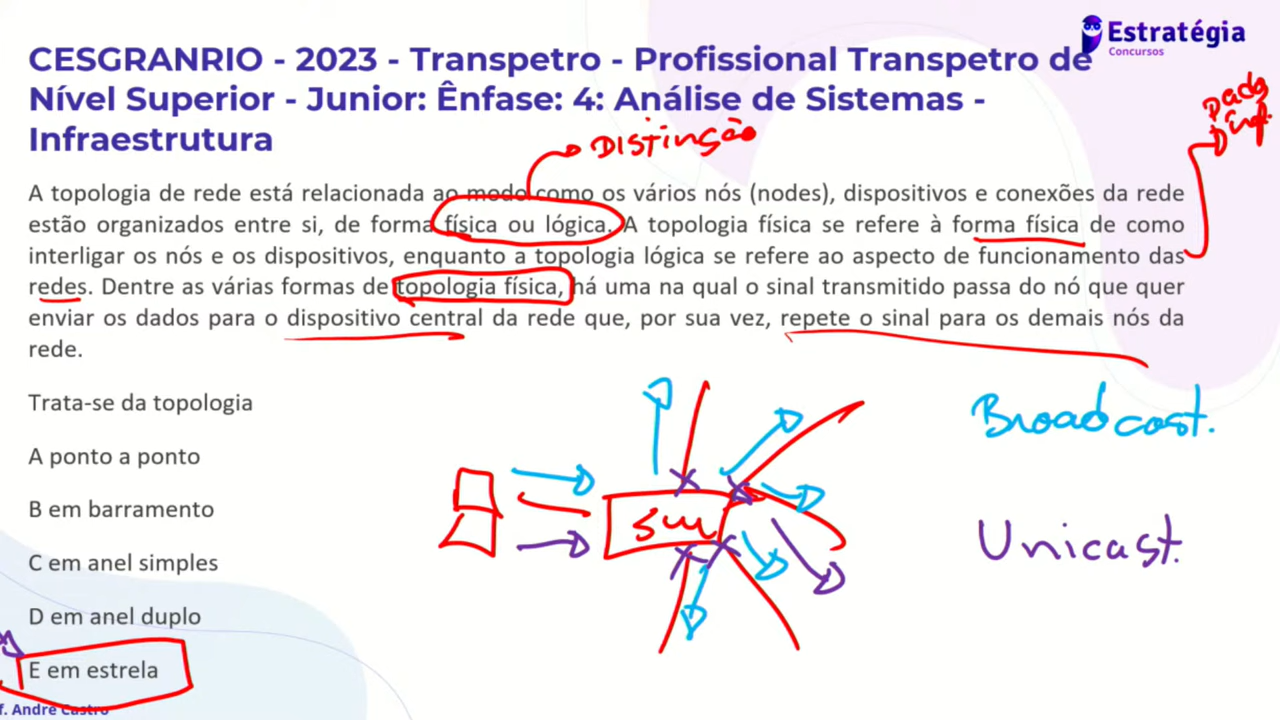 Estratégia
Concursos
CESGRANRIO - 2023 - Transpetro - Profissional Transpetro de
Nível Superior - Junior: Ênfase: 4: Análise de Sistemas -
Infraestrutura
DISTINÇÃO
A topologia de rede está relacionada ao modo como os vários nós (nodes), dispositivos e conexões da rede
estão organizados entre si, de forma física ou lógica. A topologia física se refere à forma física de como
interligar os nós e os dispositivos, enquanto a topologia lógica se refere ao aspecto de funcionamento das
redes. Dentre as várias formas de topologia física, há uma na qual o sinal transmitido passa do nó que quer
enviar os dados para o dispositivo central da rede que, por sua vez, repete o sinal para os demais nós da
rede.
Trata-se da topologia
A ponto a ponto
B em barramento
C em anel simples
D em anel duplo
E em estrela
Broadcast.
Unicast.
SW
f. André Castro